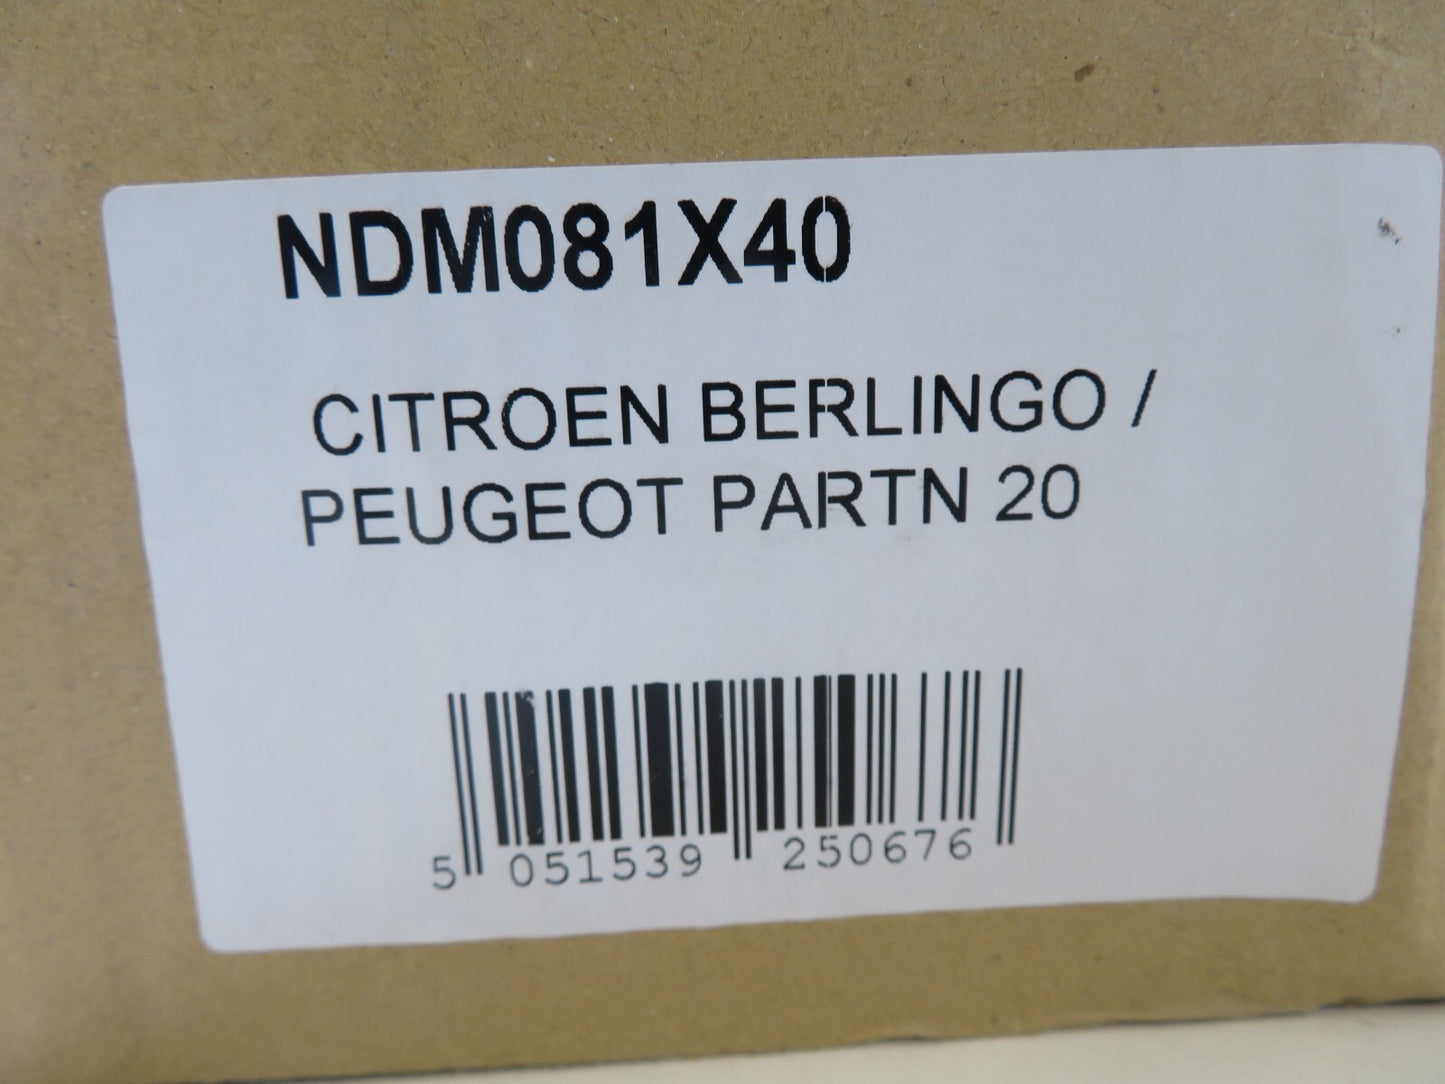 NDM081X40
CITROEN BERLINGO /
PEUGEOT PARTN 20
5 051539 250676